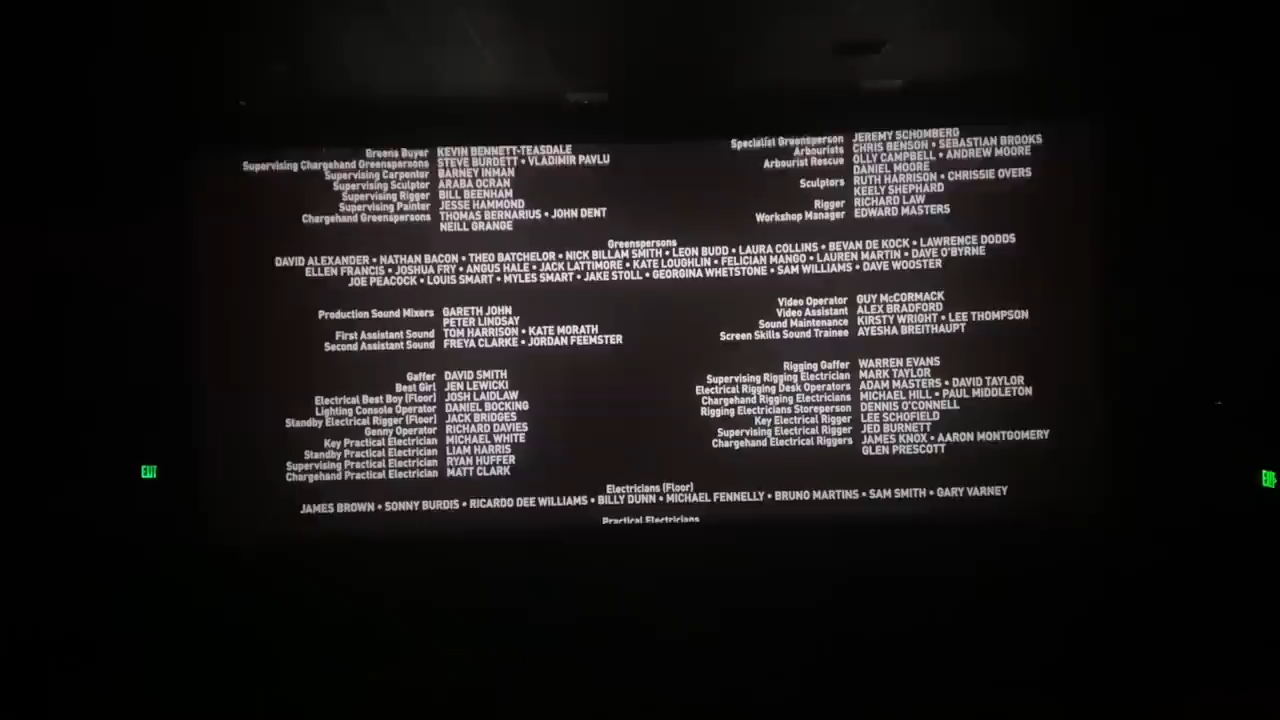 Greens Buyer KEVIN BENNETT-TEASDALE
Supervising Chargehand Greenspersons STEVE BURDETT • VLADIMIR PAVLU
Supervising Carpenter BARNEY INMAN
Supervising Sculptor ARABA OCRAN
Supervising Rigger BILL BEENHAM
Supervising Painter JESSE HAMMOND
Chargehand Greenspersons THOMAS BERNARIUS • JOHN DENT
NEILL GRANGE
Specialist Greensperson JEREMY SCHOMBERG
Arbourists CHRIS BENSON • SEBASTIAN BROOKS
Arbourist Rescue OLLY CAMPBELL • ANDREW MOORE
DANIEL MOORE
Sculptors RUTH HARRISON • CHRISSIE OVERS
KEELY SHEPHARD
Rigger RICHARD LAW
Workshop Manager EDWARD MASTERS
Greenspersons
DAVID ALEXANDER • NATHAN BACON • THEO BATCHELOR • NICK BILLAM SMITH • LEON BUDD • LAURA COLLINS • BEVAN DE KOCK • LAWRENCE DODDS
ELLEN FRANCIS • JOSHUA FRY • ANGUS HALE • JACK LATTIMORE • KATE LOUGHLIN • FELICIAN MANGO • LAUREN MARTIN • DAVE O'BYRNE
JOE PEACOCK • LOUIS SMART • MYLES SMART • JAKE STOLL • GEORGINA WHETSTONE • SAM WILLIAMS • DAVE WOOSTER
Production Sound Mixers GARETH JOHN
PETER LINDSAY
First Assistant Sound TOM HARRISON • KATE MORATH
Second Assistant Sound FREYA CLARKE • JORDAN FEEMSTER
Video Operator GUY McCORMACK
Video Assistant ALEX BRADFORD
Sound Maintenance KIRSTY WRIGHT • LEE THOMPSON
Screen Skills Sound Trainee AYESHA BREITHAUPT
Gaffer DAVID SMITH
Best Girl JEN LEWICKI
Electrical Best Boy (Floor) JOSH LAIDLAW
Lighting Console Operator DANIEL BOCKING
Standby Electrical Rigger (Floor) JACK BRIDGES
Genny Operator RICHARD DAVIES
Key Practical Electrician MICHAEL WHITE
Standby Practical Electrician LIAM HARRIS
Supervising Practical Electrician RYAN HUFFER
Chargehand Practical Electrician MATT CLARK
Rigging Gaffer WARREN EVANS
Supervising Rigging Electrician MARK TAYLOR
Electrical Rigging Desk Operators ADAM MASTERS • DAVID TAYLOR
Chargehand Rigging Electricians MICHAEL HILL • PAUL MIDDLETON
Rigging Electricians Storeperson DENNIS O'CONNELL
Key Electrical Rigger LEE SCHOFIELD
Supervising Electrical Rigger JED BURNETT
Chargehand Electrical Riggers JAMES KNOX • AARON MONTGOMERY
GLEN PRESCOTT
EXIT
EXIT
Electricians (Floor)
JAMES BROWN • SONNY BURDIS • RICARDO DEE WILLIAMS • BILLY DUNN • MICHAEL FENNELLY • BRUNO MARTINS • SAM SMITH • GARY VARNEY
Practical Electricians